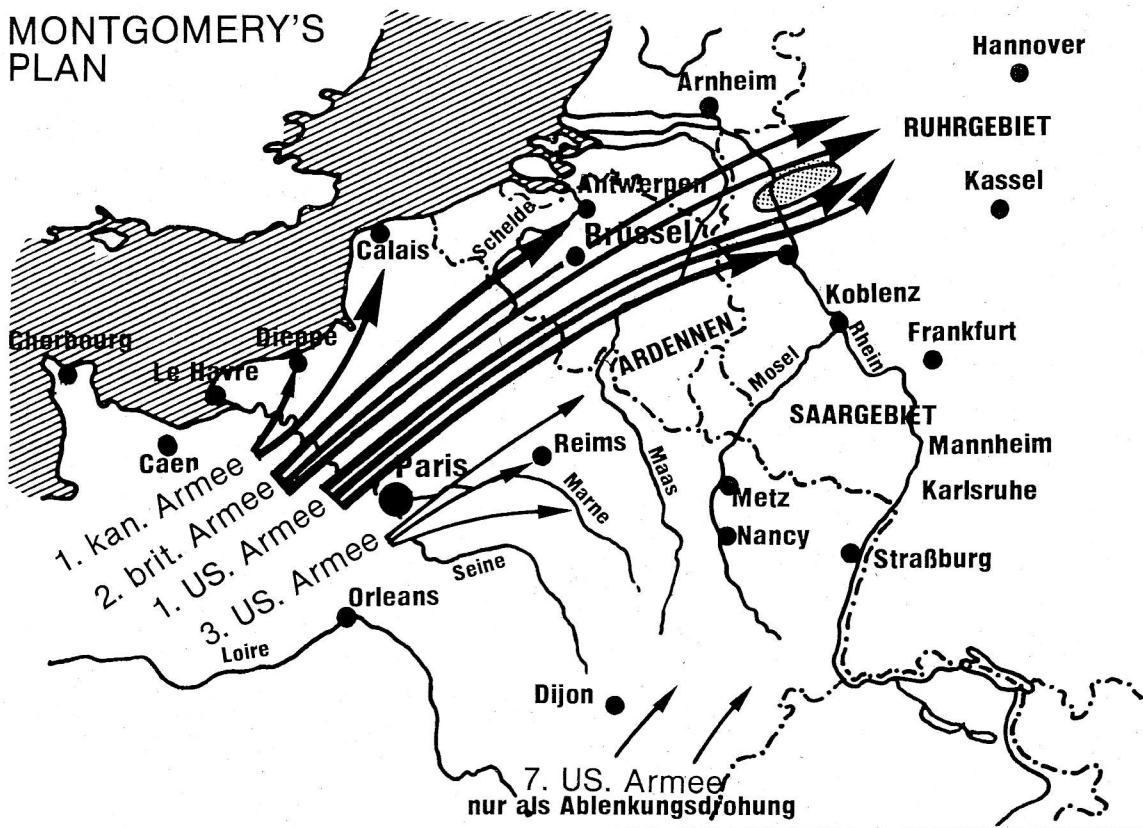 MONTGOMERY'S
PLAN
Hannover
Arnheim
RUHRGEBIET
Kassel
Antwerpen
Schelde
Brüssel
Calais
Koblenz
Rhein
Frankfurt
Cherbourg
Dieppe
Le Havre
ARDENNEN
Mosel
SAARGEBIET
Mannheim
Caen
Reims
Paris
Maas
Marne
Metz
Karlsruhe
Nancy
Straßburg
Seine
1. kan. Armee
2. brit. Armee
1. US. Armee
3. US. Armee
Orleans
Loire
Dijon
7. US. Armee
nur als Ablenkungsdrohung